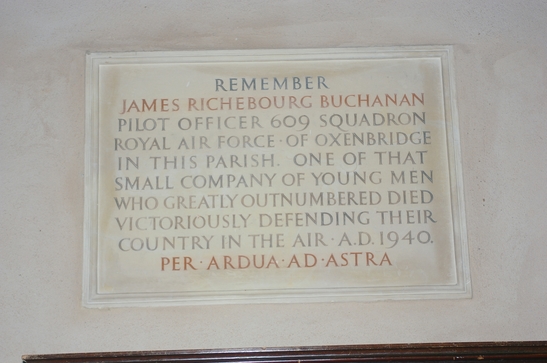 REMEMBER
JAMES RICHEBOURG BUCHANAN
PILOT OFFICER 609 SQUADRON
ROYAL AIR FORCE · OF OXENBRIDGE
IN THIS PARISH. ONE OF THAT
SMALL COMPANY OF YOUNG MEN
WHO GREATLY OUTNUMBERED DIED
VICTORIOUSLY DEFENDING THEIR
COUNTRY IN THE AIR · A.D. 1940.
PER · ARDUA · AD · ASTRA